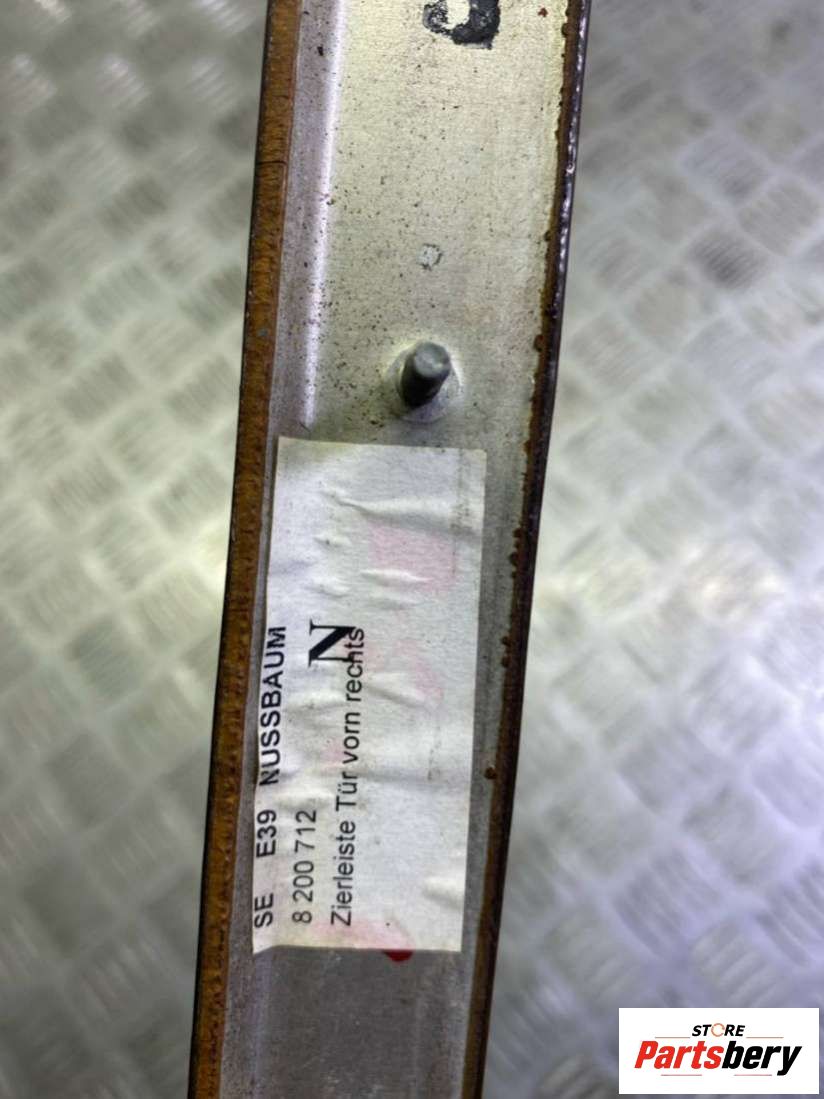 SE E39 NUSSBAUM
8 200 712
N
Zierleiste Tür vorn rechts
STORE
Partsbery